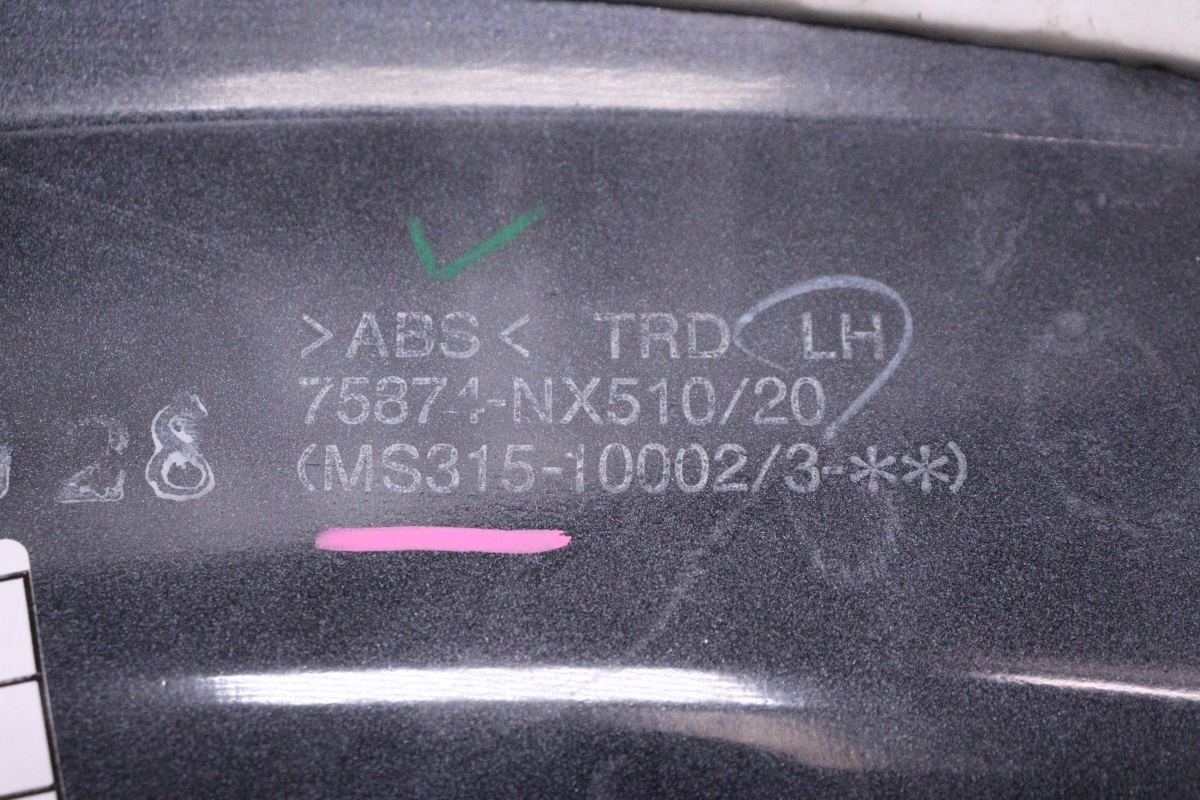 >ABS< TRD LH
75874-NX510/20
(MS315-10002/3-**)
28